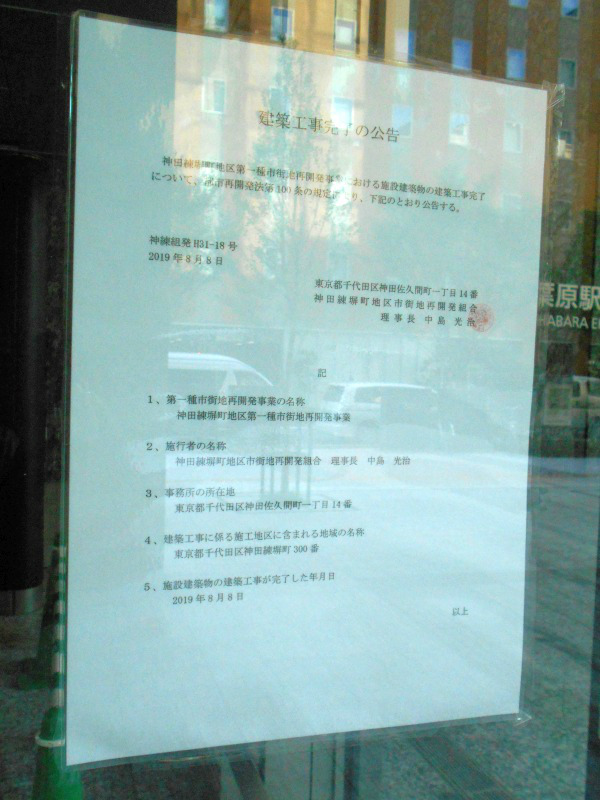 建築工事完了の公告
神田練塀町地区第一種市街地再開発事業における施設建築物の建築工事完了
について、都市再開発法第100条の規定により、下記のとおり公告する。
神練組発H31-18号
2019年8月8日
東京都千代田区神田佐久間町一丁目14番
神田練塀町地区市街地再開発組合
理事長 中島 光治
記
1、第一種市街地再開発事業の名称
神田練塀町地区第一種市街地再開発事業
2、施行者の名称
神田練塀町地区市街地再開発組合 理事長 中島 光治
3、事務所の所在地
東京都千代田区神田佐久間町一丁目14番
4、建築工事に係る施工地区に含まれる地域の名称
東京都千代田区神田練塀町300番
5、施設建築物の建築工事が完了した年月日
2019年8月8日
以上
葉原駅
HABARA